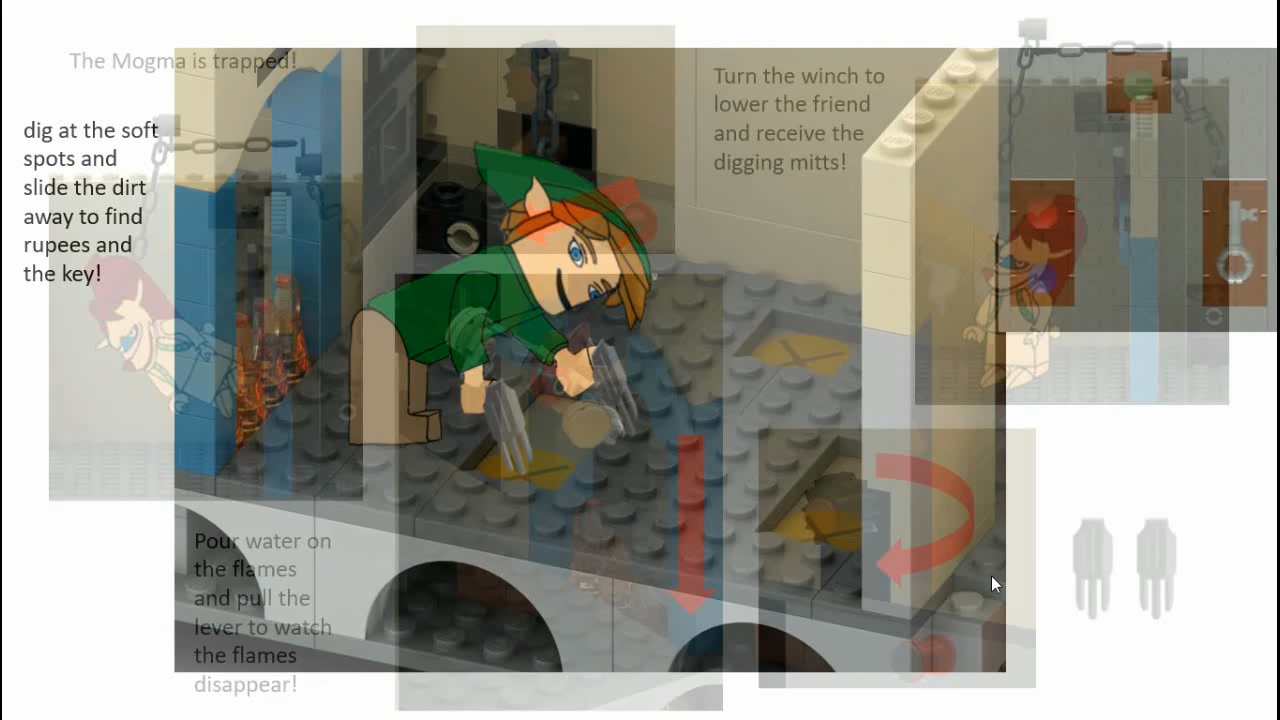 The Mogma is trapped!
dig at the soft
spots and
slide the dirt
away to find
rupees and
the key!
Turn the winch to
lower the friend
and receive the
digging mitts!
Pour water on
the flames
and pull the
lever to watch
the flames
disappear!